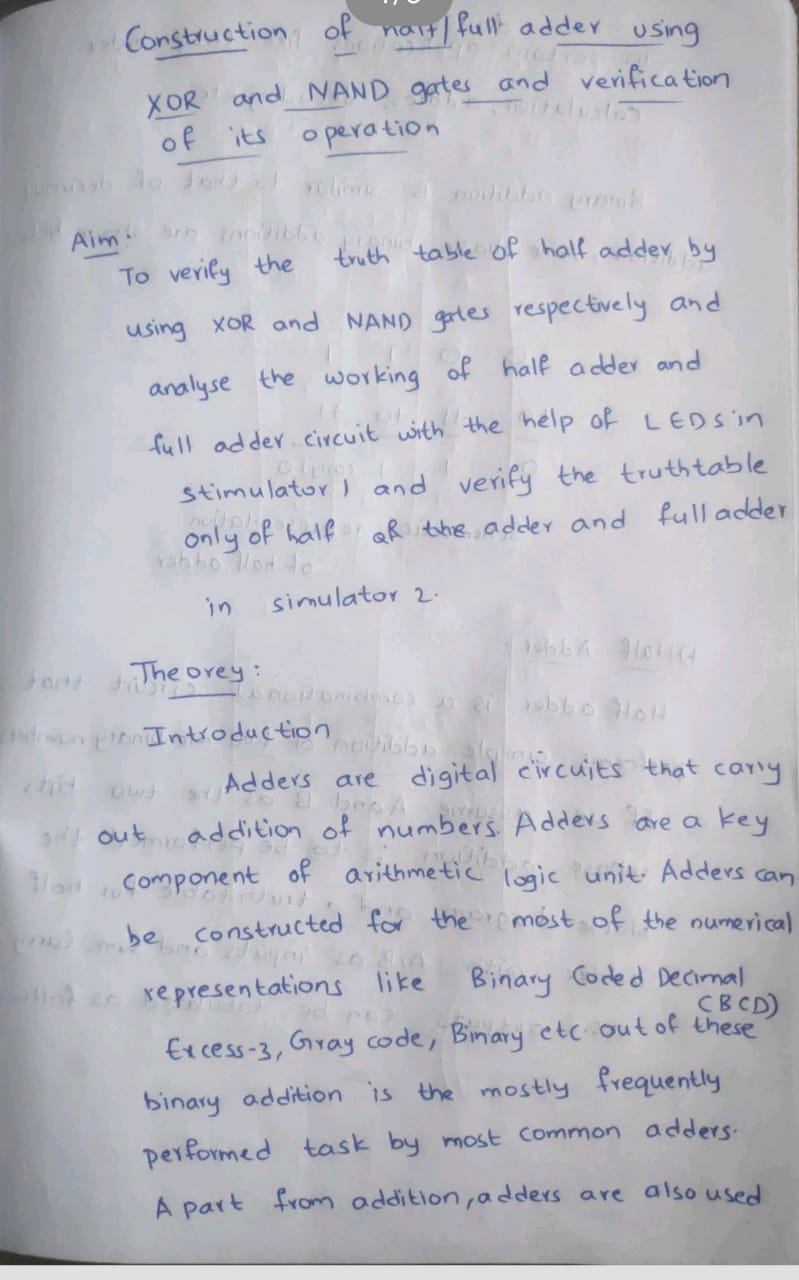 Construction of half/full adder using
XOR and NAND gates and verification
of its operation
Aim:
To verify the truth table of half adder by
using XOR and NAND gates respectively and
analyse the working of half adder and
full adder circuit with the help of LEDS in
stimulator 1 and verify the truthtable
only of half the adder and full adder
in simulator 2.
Theorey:
Introduction
Adders are digital circuits that carry
out addition of numbers. Adders are a key
component of arithmetic logic unit. Adders can
be constructed for the most of the numerical
representations like Binary Coded Decimal
(BCD)
Excess-3, Gray code, Binary etc. out of these
binary addition is the mostly frequently
performed task by most common adders.
A part from addition, adders are also used